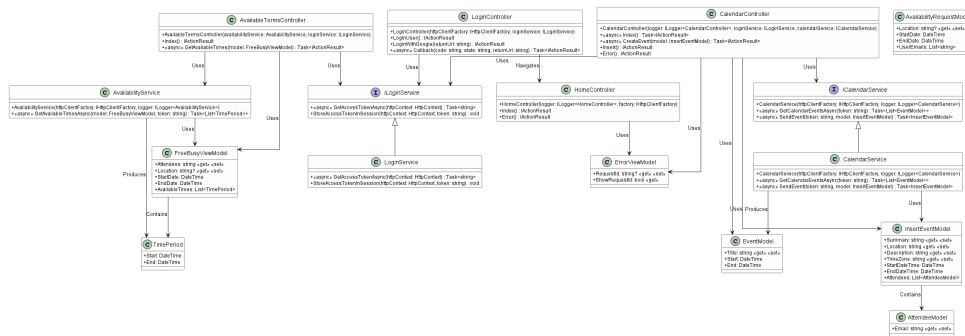 AvailableTermsController
AvailableTermsController(availabilityService: AvailabilityService, loginService: ILoginService)
Index() : IActionResult
«async» GetAvailableTimes(model: FreeBusyViewModel) : Task<IActionResult>
LoginController
LoginController(httpClientFactory: IHttpClientFactory, loginService: ILoginService)
LoginUser() : IActionResult
LoginWithGoogle(returnUrl: string) : IActionResult
«async» Callback(code: string, state: string, returnUrl: string) : Task<IActionResult>
CalendarController
CalendarController(logger: ILogger<CalendarController>, loginService: ILoginService, calendarService: ICalendarService)
«async» Index() : Task<IActionResult>
«async» CreateEvent(model: InsertEventModel) : Task<IActionResult>
Insert() : IActionResult
Error() : IActionResult
AvailabilityRequestMod
Location: string? «get» «se
StartDate: DateTime
EndDate: DateTime
UserEmails: List<string>
Uses
Uses
Uses
Uses
Navigates
Uses
AvailabilityService
AvailabilityService(httpClientFactory: IHttpClientFactory, logger: ILogger<AvailabilityService>)
«async» GetAvailableTimesAsync(model: FreeBusyViewModel, token: string) : Task<List<TimePeriod>>
ILoginService
«async» GetAccessTokenAsync(httpContext: HttpContext) : Task<string>
StoreAccessTokenInSession(httpContext: HttpContext, token: string) : void
HomeController
HomeController(logger: ILogger<HomeController>, factory: IHttpClientFactory)
Index() : IActionResult
Error() : IActionResult
ICalendarService
CalendarService(httpClientFactory: IHttpClientFactory, logger: ILogger<CalendarService>)
«async» GetCalendarEventsAsync(token: string) : Task<List<EventModel>>
«async» SendEvent(token: string, model: InsertEventModel) : Task<InsertEventModel>
Uses
Uses
Uses
Uses
FreeBusyViewModel
Attendees: string «get» «set»
Location: string? «get» «set»
StartDate: DateTime
EndDate: DateTime
AvailableTimes: List<TimePeriod>
LoginService
«async» GetAccessTokenAsync(httpContext: HttpContext) : Task<string>
StoreAccessTokenInSession(httpContext: HttpContext, token: string) : void
ErrorViewModel
RequestId: string? «get» «set»
ShowRequestId: bool «get»
CalendarService
CalendarService(httpClientFactory: IHttpClientFactory, logger: ILogger<CalendarService>)
«async» GetCalendarEventsAsync(token: string) : Task<List<EventModel>>
«async» SendEvent(token: string, model: InsertEventModel) : Task<InsertEventModel>
Uses
Produces
Contains
Uses
Produces
Uses
TimePeriod
Start: DateTime
End: DateTime
EventModel
Title: string «get» «set»
Start: DateTime
End: DateTime
InsertEventModel
Summary: string «get» «set»
Location: string «get» «set»
Description: string «get» «set»
TimeZone: string «get» «set»
StartDateTime: DateTime
EndDateTime: DateTime
Attendees: List<AttendeeModel>
Contains
AttendeeModel
Email: string «get» «set»